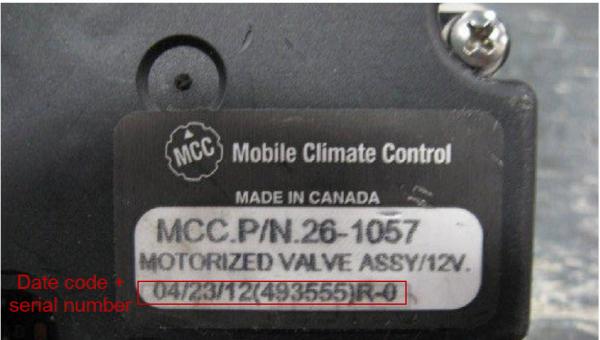 MCC Mobile Climate Control
MADE IN CANADA
MCC.P/N.26-1057
MOTORIZED VALVE ASSY/12V.
Date code +
serial number
04/23/12(493555)R-0